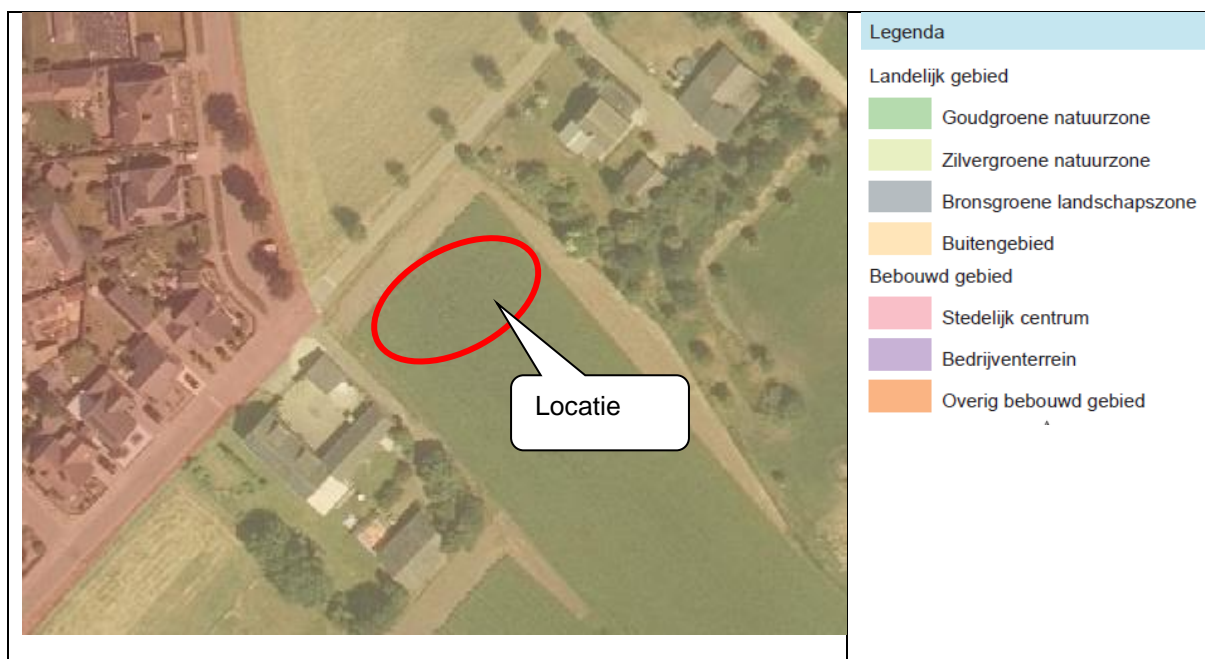 Locatie
Legenda
Landelijk gebied
Goudgroene natuurzone
Zilvergroene natuurzone
Bronsgroene landschapszone
Buitengebied
Bebouwd gebied
Stedelijk centrum
Bedrijventerrein
Overig bebouwd gebied